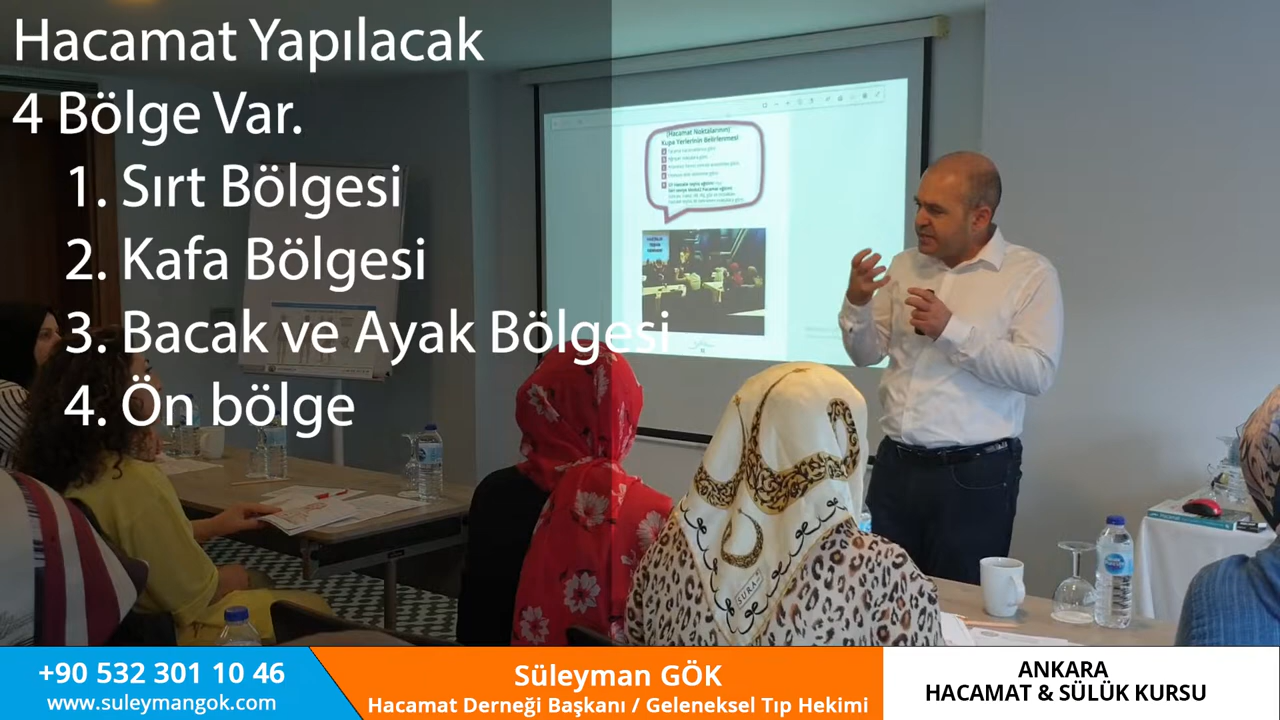 Hacamat Yapılacak
4 Bölge Var.
1. Sırt Bölgesi
2. Kafa Bölgesi
3. Bacak ve Ayak Bölgesi
4. Ön bölge
(Hacamat Noktalarının)
Kupa Yerlerinin Belirlenmesi
SURAN
+90 532 301 10 46
www.suleymangok.com
Süleyman GÖK
Hacamat Derneği Başkanı / Geleneksel Tıp Hekimi
ANKARA
HACAMAT & SÜLÜK KURSU